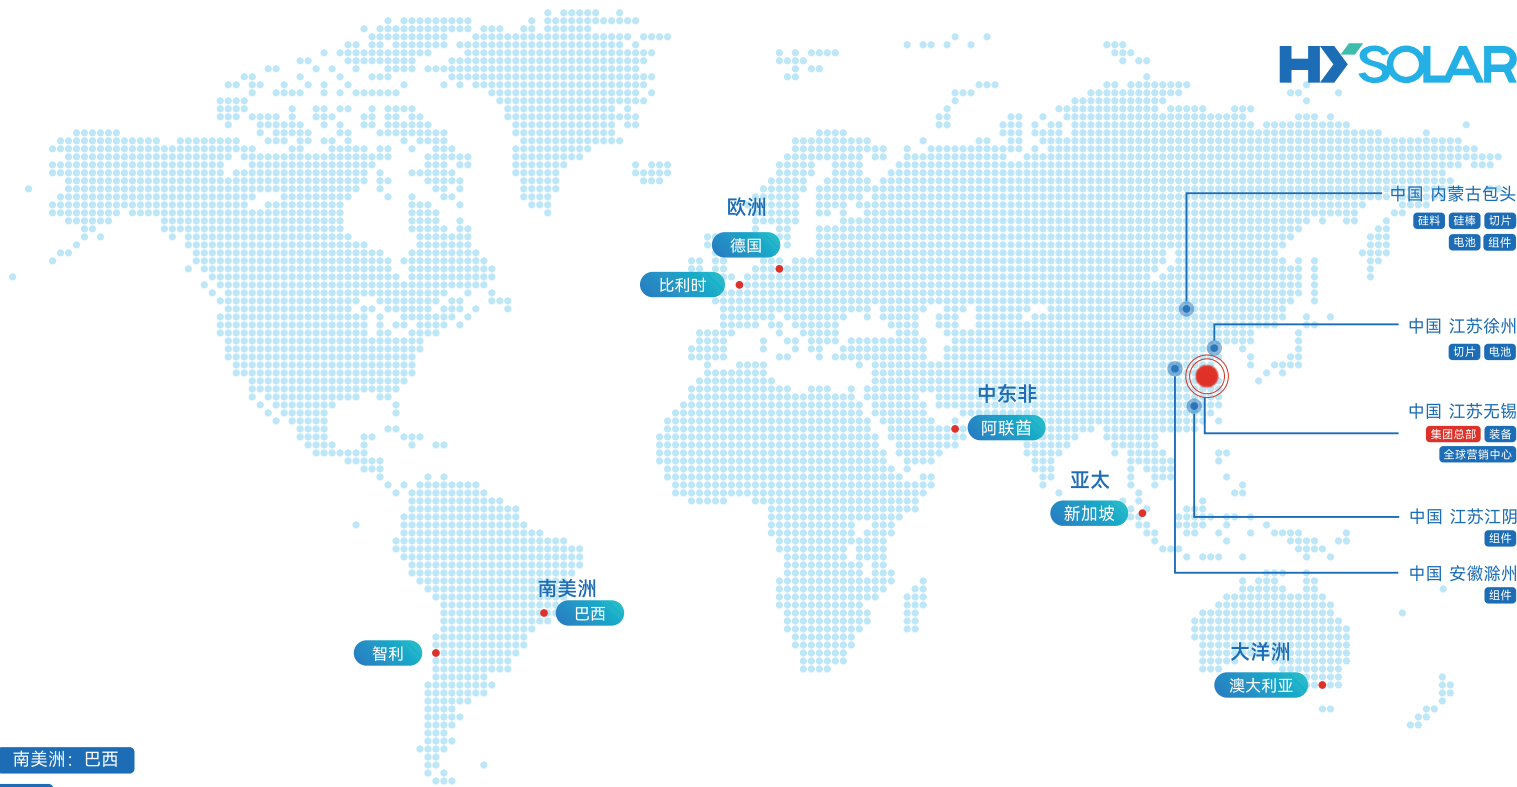 HY SOLAR
欧洲
德国
比利时
中国 内蒙古包头
硅料 硅棒 切片
电池 组件
中国 江苏徐州
切片 电池
中东非
阿联酋
中国 江苏无锡
集团总部 装备
全球营销中心
亚太
新加坡
中国 江苏江阴
组件
中国 安徽滁州
组件
南美洲
巴西
智利
大洋洲
澳大利亚
南美洲：巴西